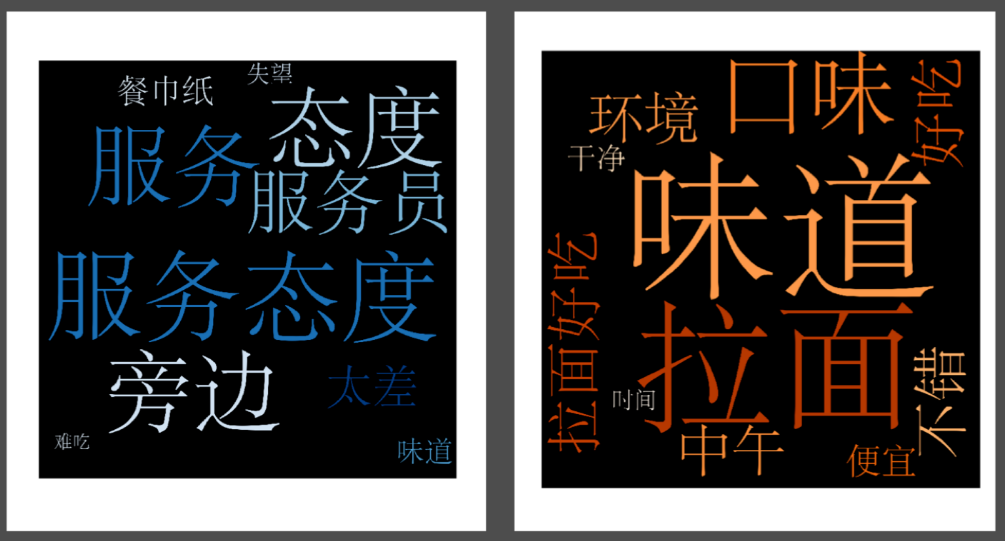 餐巾纸
失望
态度
服务
服务员
服务态度
旁边
太差
难吃
味道
口味
好吃
环境
干净
味道
拉面好吃
拉面
不错
时间
中午
便宜